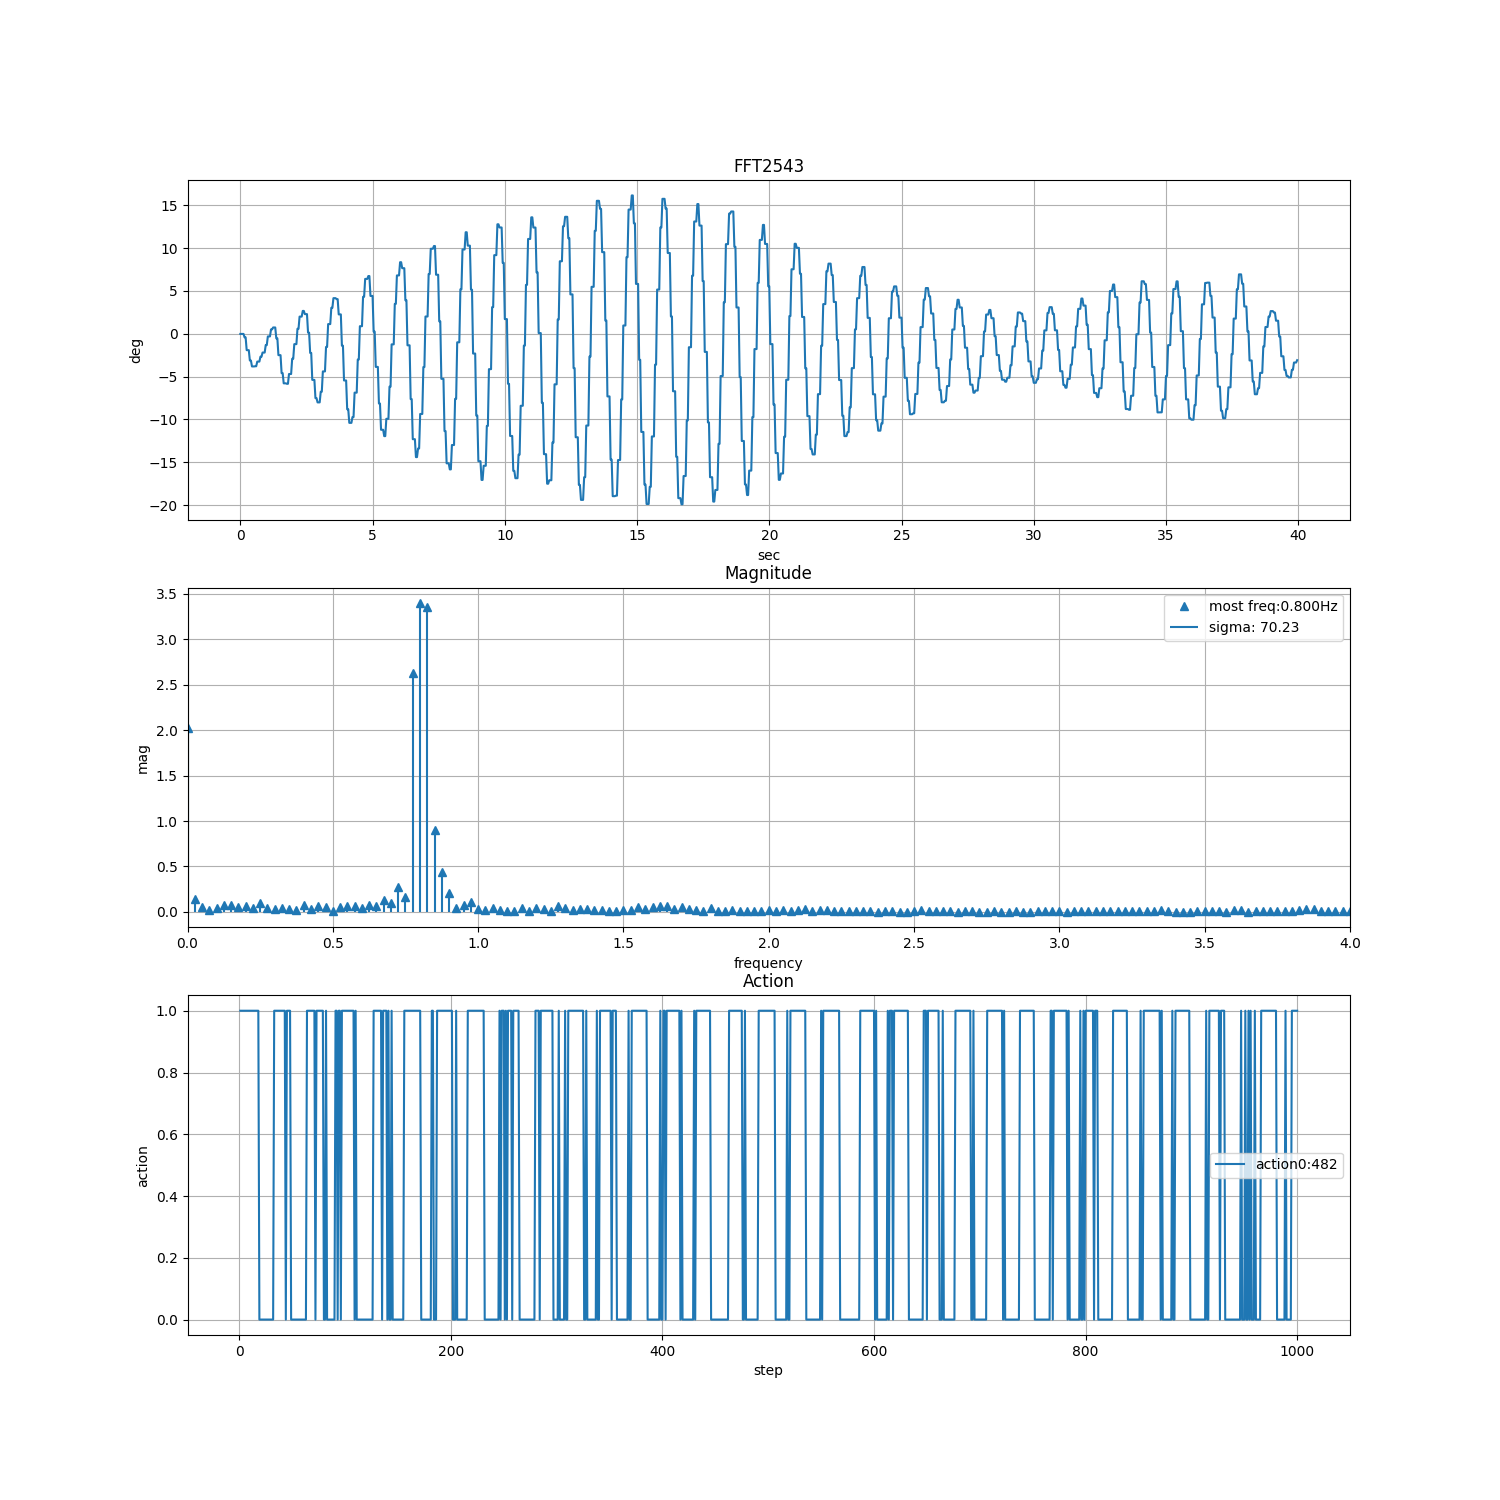 FFT2543
15
10
5
0
−5
−10
−15
−20
deg
0 5 10 15 20 25 30 35 40
sec
Magnitude
3.5
3.0
2.5
2.0
1.5
1.0
0.5
0.0
mag
most freq:0.800Hz
sigma: 70.23
0.0 0.5 1.0 1.5 2.0 2.5 3.0 3.5 4.0
frequency
Action
1.0
0.8
0.6
0.4
0.2
0.0
action
action0:482
0 200 400 600 800 1000
step